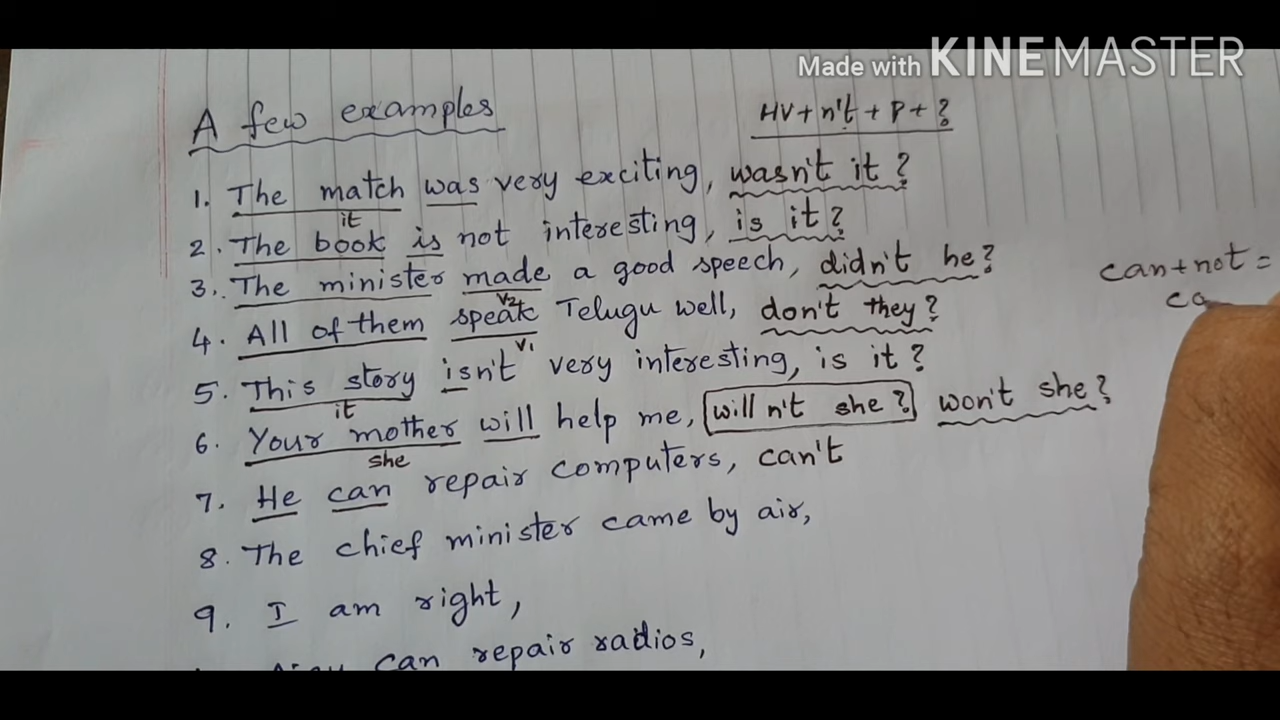 Made with KINEMASTER
A few examples
HV + n't + P + ?
1. The match was very exciting, wasn't it?
it
2. The book is not interesting, is it?
3. The minister made a good speech, didn't he?
V2
can + not =
ca
4. All of them speak Telugu well, don't they?
V1
5. This story isn't very interesting, is it?
it
6. Your mother will help me, will n't she? won't she?
she
7. He can repair computers, can't
8. The chief minister came by air,
9. I am right,
can repair radios,